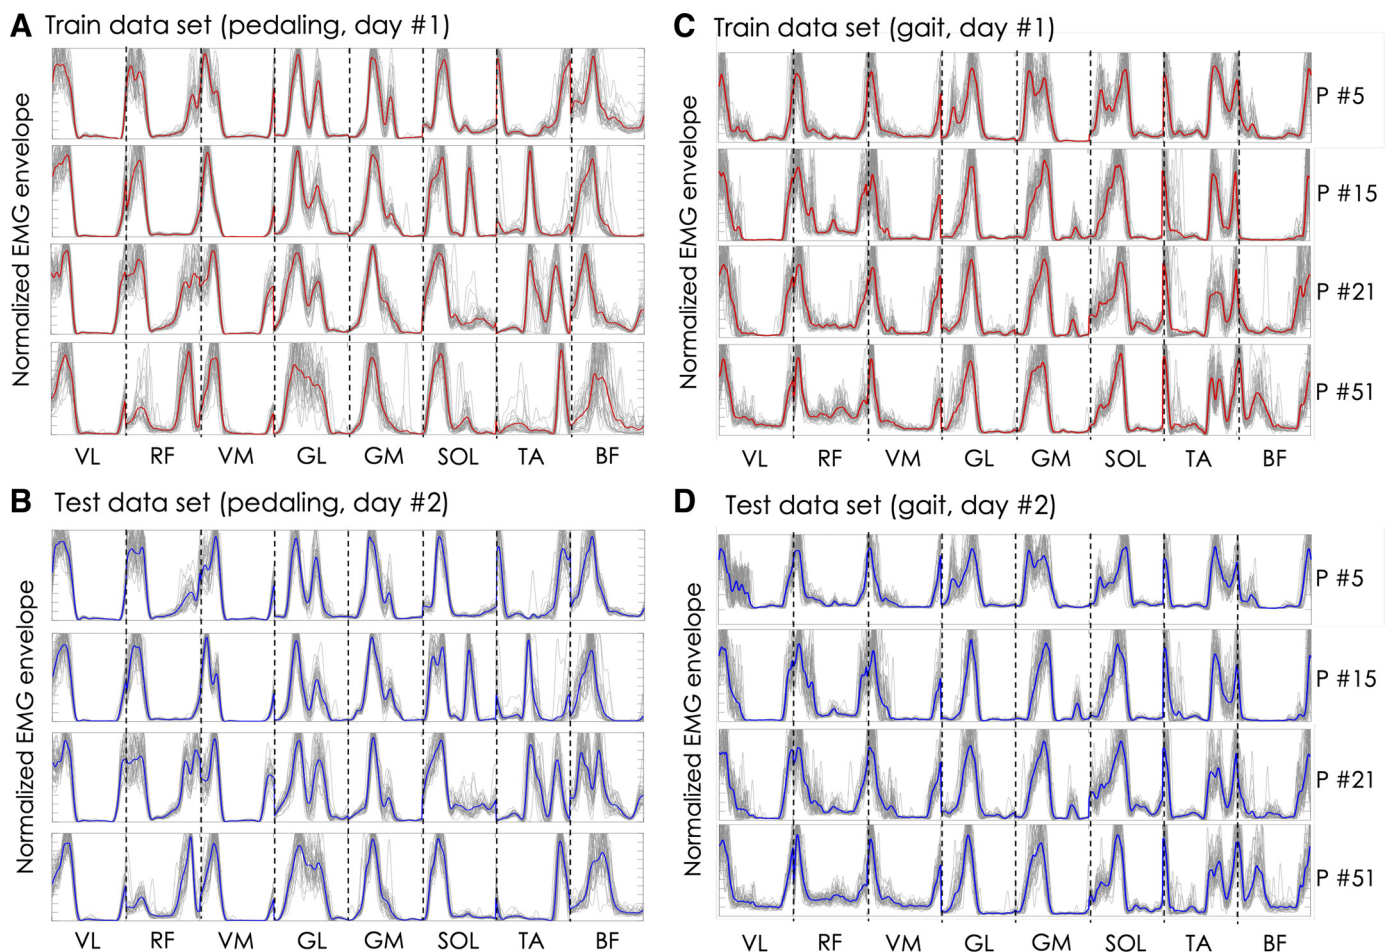 A Train data set (pedaling, day #1)
Normalized EMG envelope
VL RF VM GL GM SOL TA BF
B Test data set (pedaling, day #2)
Normalized EMG envelope
VL RF VM GL GM SOL TA BF
C Train data set (gait, day #1)
Normalized EMG envelope
P #5
P #15
P #21
P #51
VL RF VM GL GM SOL TA BF
D Test data set (gait, day #2)
Normalized EMG envelope
P #5
P #15
P #21
P #51
VL RF VM GL GM SOL TA BF